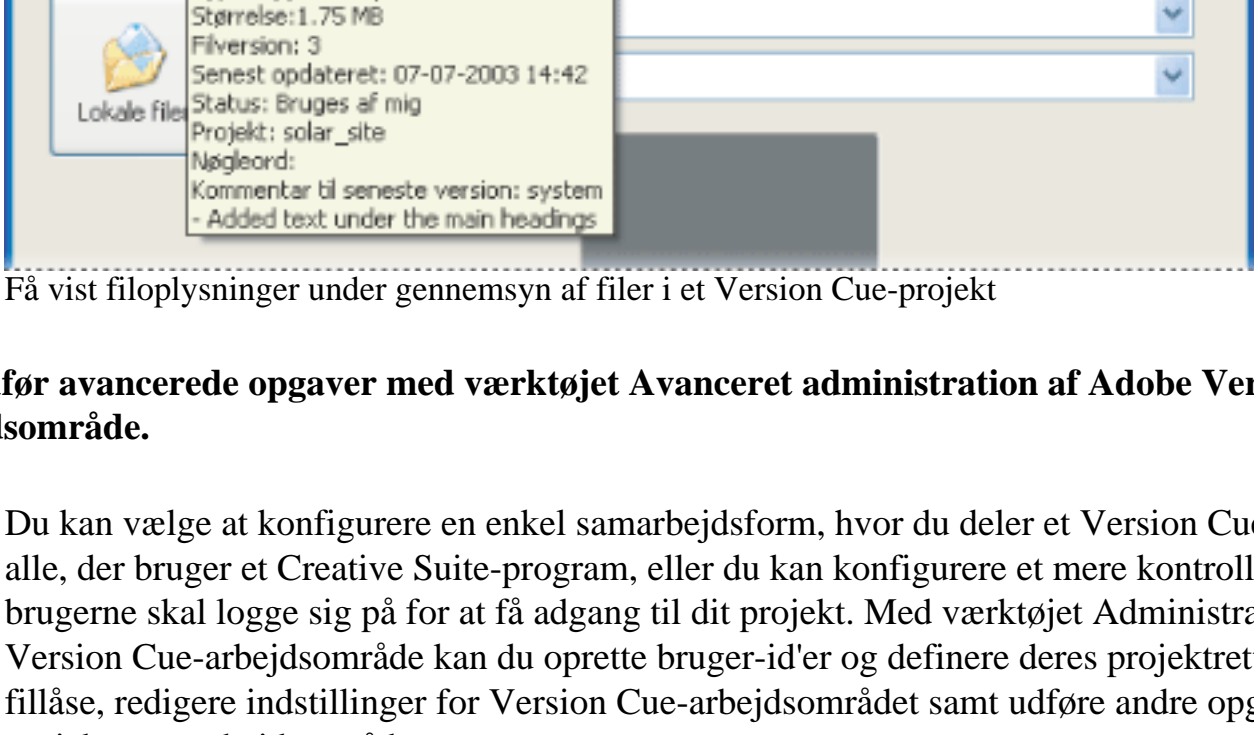 Størrelse:1.75 MB
Filversion: 3
Senest opdateret: 07-07-2003 14:42
Lokale filer
Status: Bruges af mig
Projekt: solar_site
Nøgleord:
Kommentar til seneste version: system
- Added text under the main headings
Få vist filoplysninger under gennemsyn af filer i et Version Cue-projekt
før avancerede opgaver med værktøjet Avanceret administration af Adobe Ver
dsområde.
Du kan vælge at konfigurere en enkel samarbejdsform, hvor du deler et Version Cue
alle, der bruger et Creative Suite-program, eller du kan konfigurere et mere kontroll
brugerne skal logge sig på for at få adgang til dit projekt. Med værktøjet Administra
Version Cue-arbejdsområde kan du oprette bruger-id'er og definere deres projektret
fillåse, redigere indstillinger for Version Cue-arbejdsområdet samt udføre andre opg